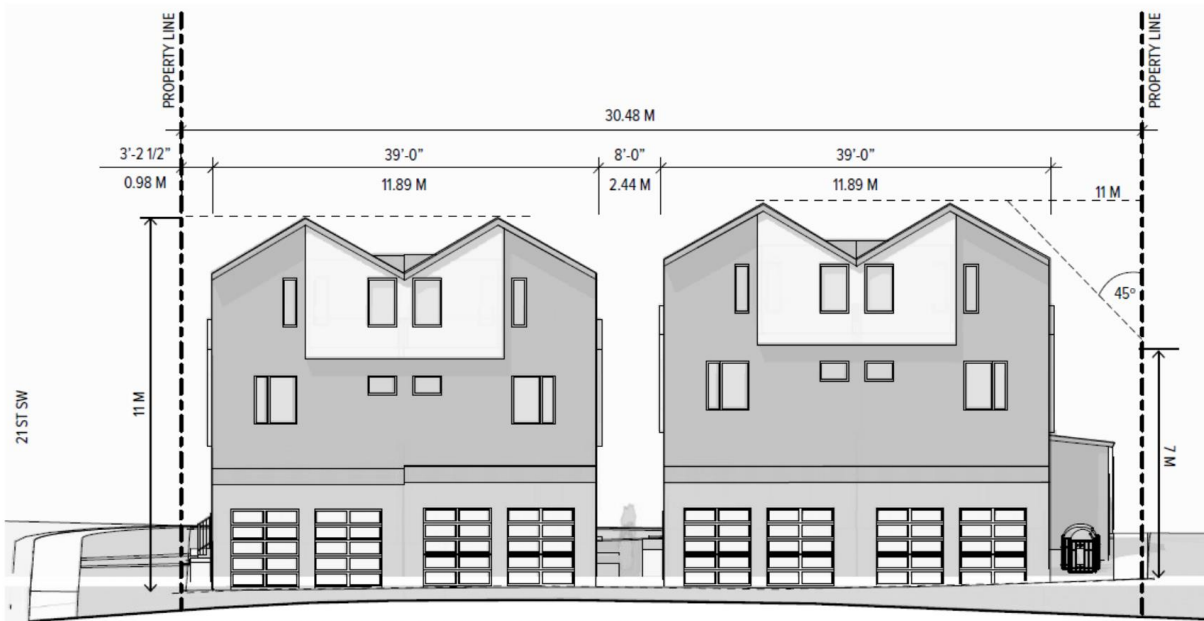 PROPERTY LINE
PROPERTY LINE
30.48 M
3'-2 1/2"
39'-0"
8'-0"
39'-0"
0.98 M
11.89 M
2.44 M
11.89 M
11 M
45°
11 M
7 M
21 ST SW